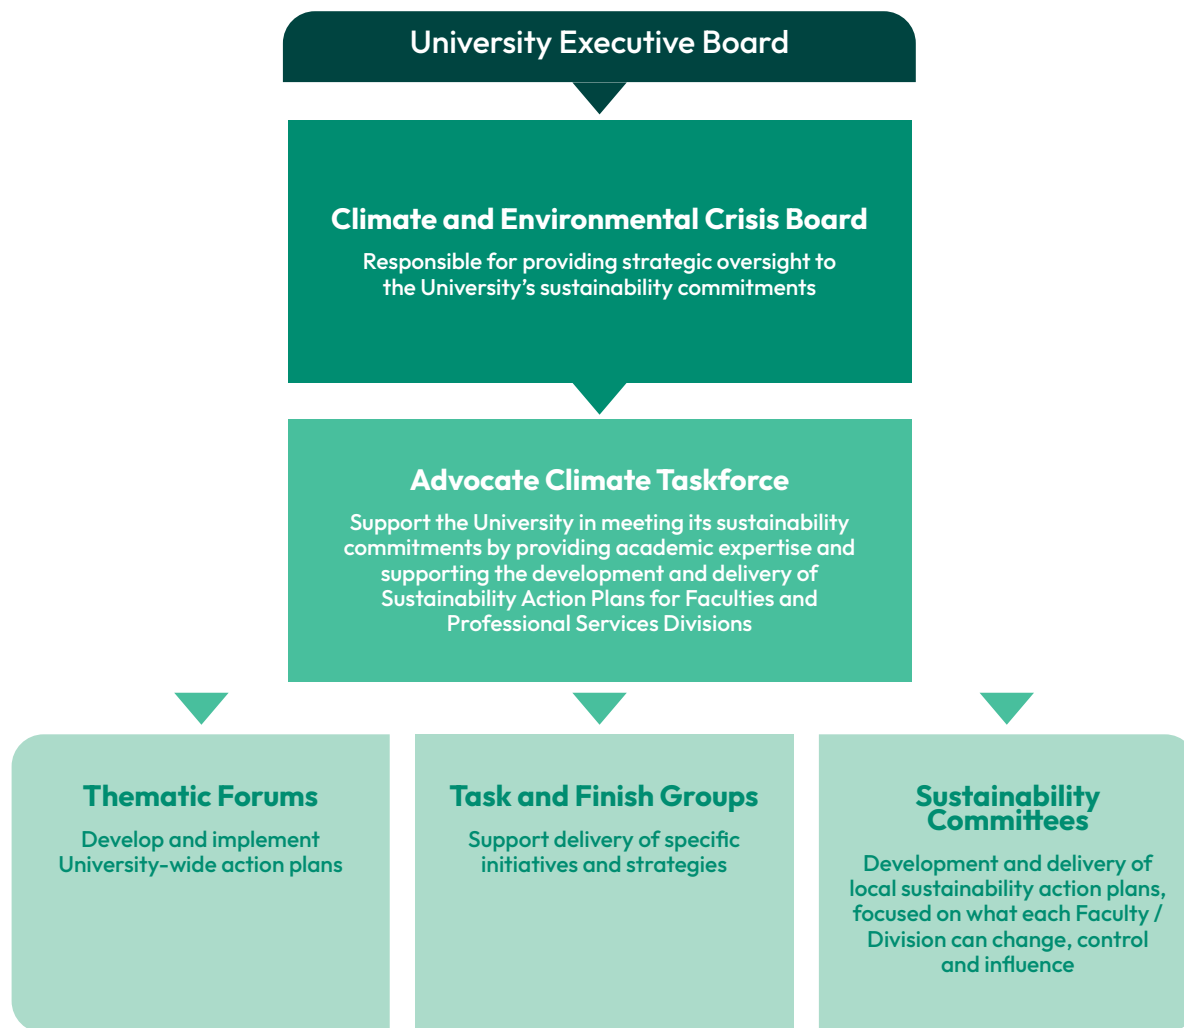 University Executive Board
Climate and Environmental Crisis Board
Responsible for providing strategic oversight to
the University’s sustainability commitments
Advocate Climate Taskforce
Support the University in meeting its sustainability
commitments by providing academic expertise and
supporting the development and delivery of
Sustainability Action Plans for Faculties and
Professional Services Divisions
Thematic Forums
Develop and implement
University-wide action plans
Task and Finish Groups
Support delivery of specific
initiatives and strategies
Sustainability
Committees
Development and delivery of
local sustainability action plans,
focused on what each Faculty /
Division can change, control
and influence